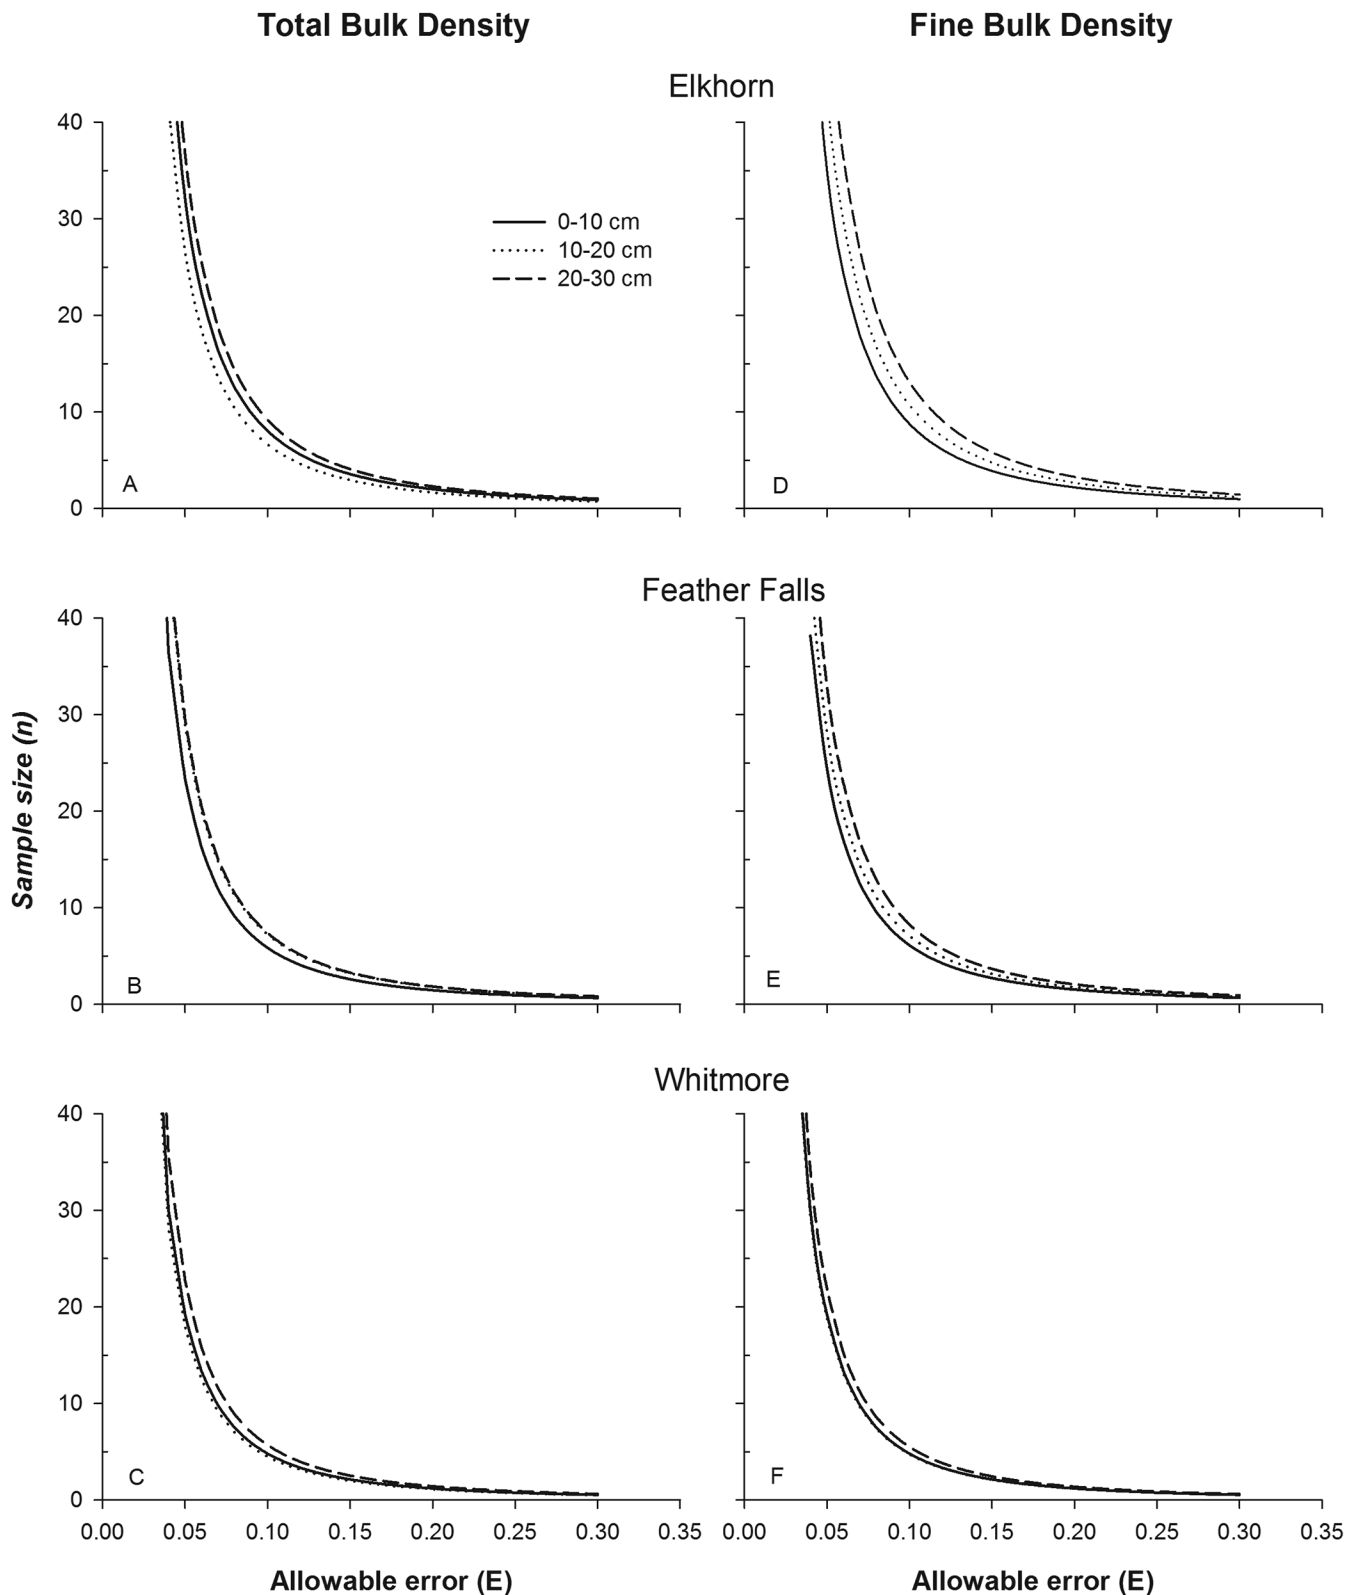 Total Bulk Density Fine Bulk Density
Elkhorn
40
30
20
10
0
0-10 cm
10-20 cm
20-30 cm
A
D
Feather Falls
40
30
20
10
0
B
E
Sample size (n)
Whitmore
40
30
20
10
0
C
F
0.00 0.05 0.10 0.15 0.20 0.25 0.30 0.35 0.00 0.05 0.10 0.15 0.20 0.25 0.30 0.35
Allowable error (E) Allowable error (E)